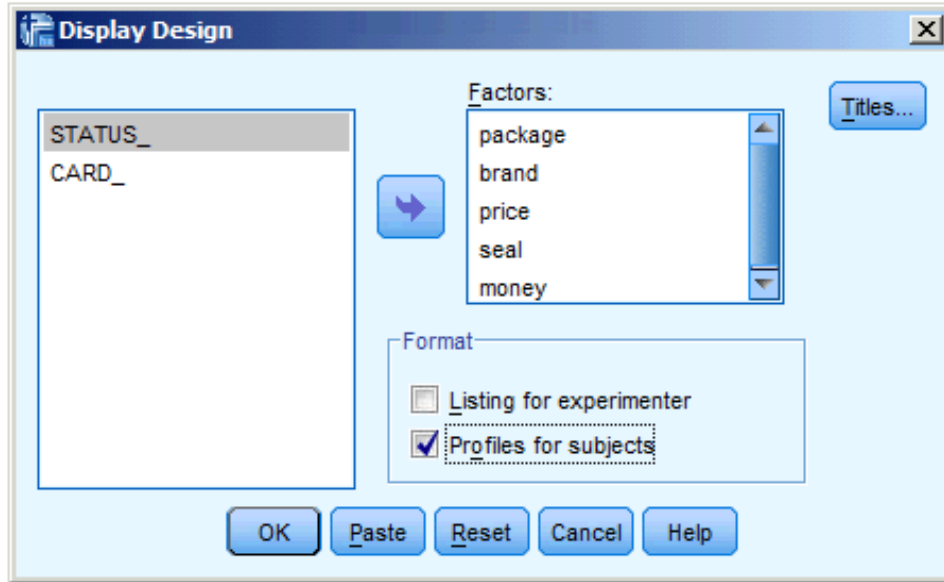 Display Design
STATUS_
CARD_
Factors:
package
brand
price
seal
money
Titles...
Format
Listing for experimenter
Profiles for subjects
OK
Paste
Reset
Cancel
Help